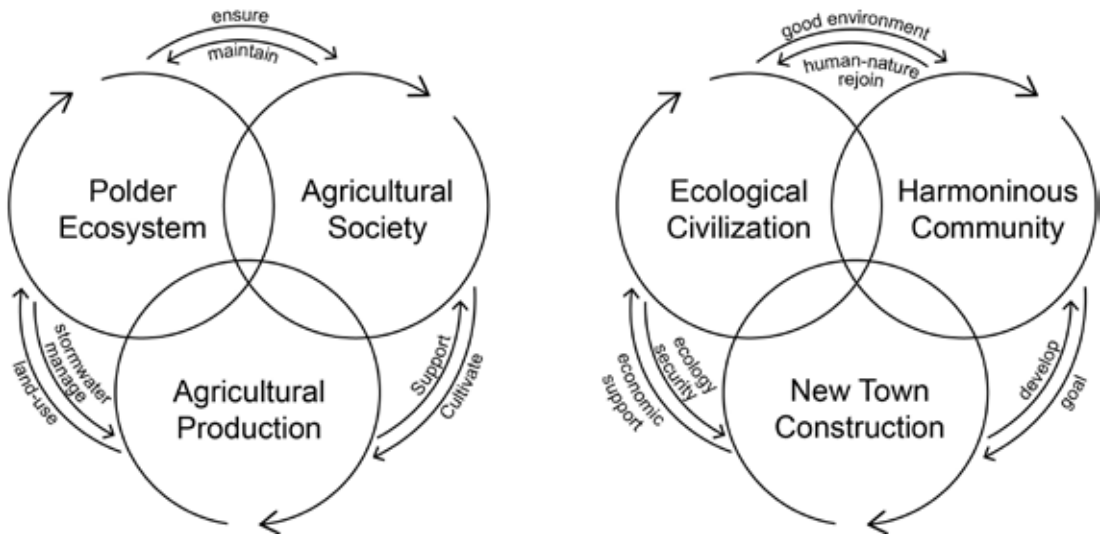 ensure
maintain
Polder
Ecosystem
Agricultural
Society
stormwater
manage
land-use
Support
Cultivate
Agricultural
Production
good environment
human-nature
rejoin
Ecological
Civilization
Harmoninous
Community
ecology
security
economic
support
develop
goal
New Town
Construction